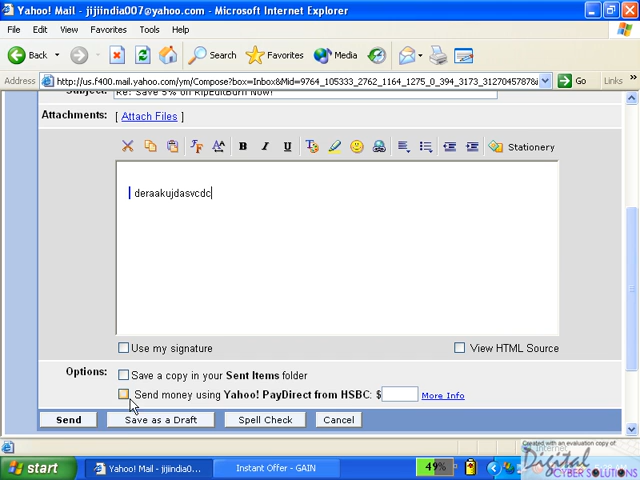 Yahoo! Mail - jijiindia007@yahoo.com - Microsoft Internet Explorer
File Edit View Favorites Tools Help
Back Search Favorites Media
Address http://us.f400.mail.yahoo.com/ym/Compose?box=Inbox&Mid=9764_105333_2762_1164_1275_0_394_3173_312704578 Go Links »
Subject: Re: Save 5% on RipEditBurn Now!
Attachments: [ Attach Files ]
B I U Stationery
deraakujdasvcdc
Use my signature View HTML Source
Options: Save a copy in your Sent Items folder
Send money using Yahoo! PayDirect from HSBC: $ More Info
Send Save as a Draft Spell Check Cancel
Internet
Created with an evaluation copy of
start Yahoo! Mail - jijiindia0... Instant Offer - GAIN 49%
Digital
CYBER SOLUTIONS